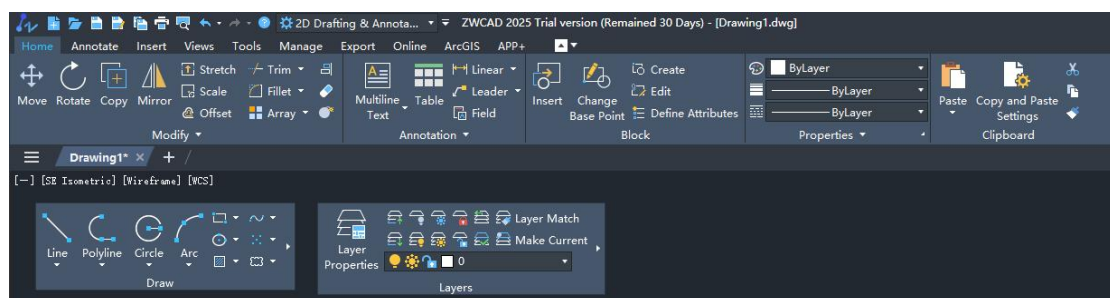 2D Drafting & Annota... ZWCAD 2025 Trial version (Remained 30 Days) - [Drawing1.dwg]
Home Annotate Insert Views Tools Manage Export Online ArcGIS APP+
Move Rotate Copy Mirror
Stretch Trim
Scale Fillet
Offset Array
Modify
Multiline Text Table
Linear
Leader
Field
Annotation
Insert Change Base Point
Create
Edit
Define Attributes
Block
ByLayer
ByLayer
ByLayer
Properties
Paste Copy and Paste Settings
Clipboard
Drawing1* × +
[-] [SE Isometric] [Wireframe] [WCS]
Line Polyline Circle Arc
Draw
Layer Properties
Layer Match
Make Current
0
Layers